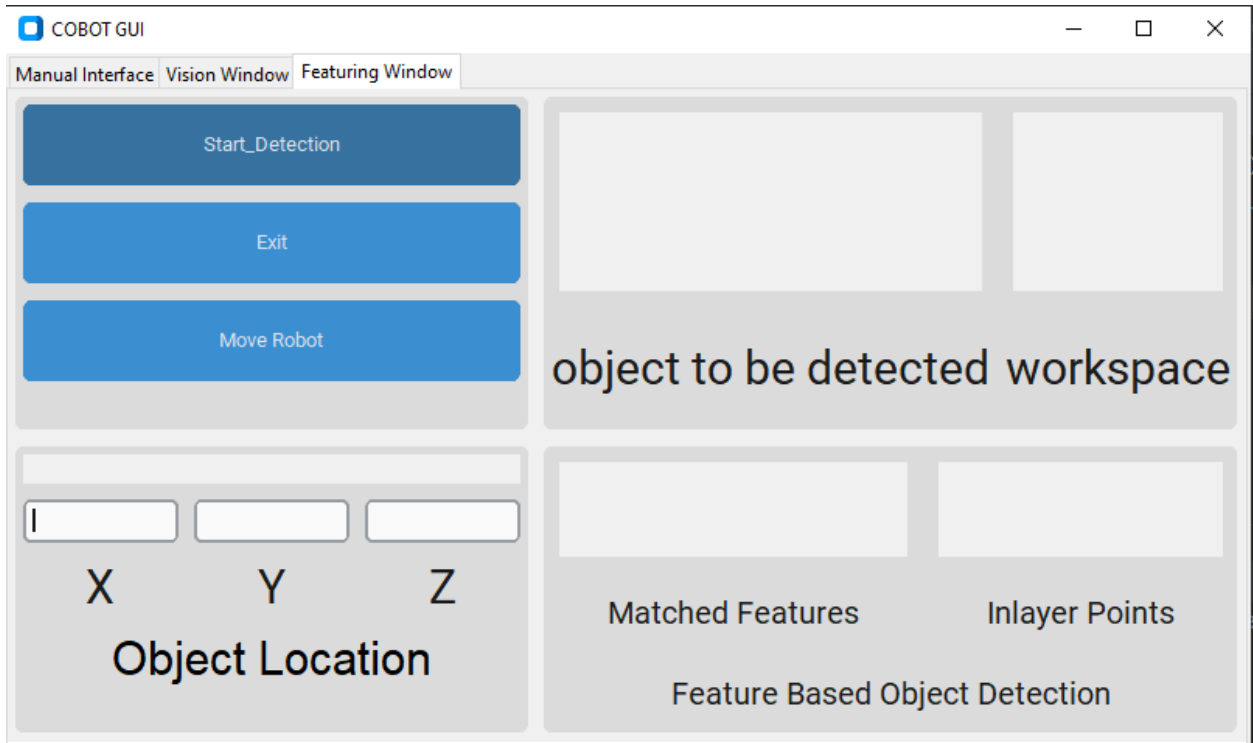 COBOT GUI
Manual Interface Vision Window Featuring Window
Start_Detection
Exit
Move Robot
object to be detected workspace
X Y Z
Object Location
Matched Features Inlayer Points
Feature Based Object Detection